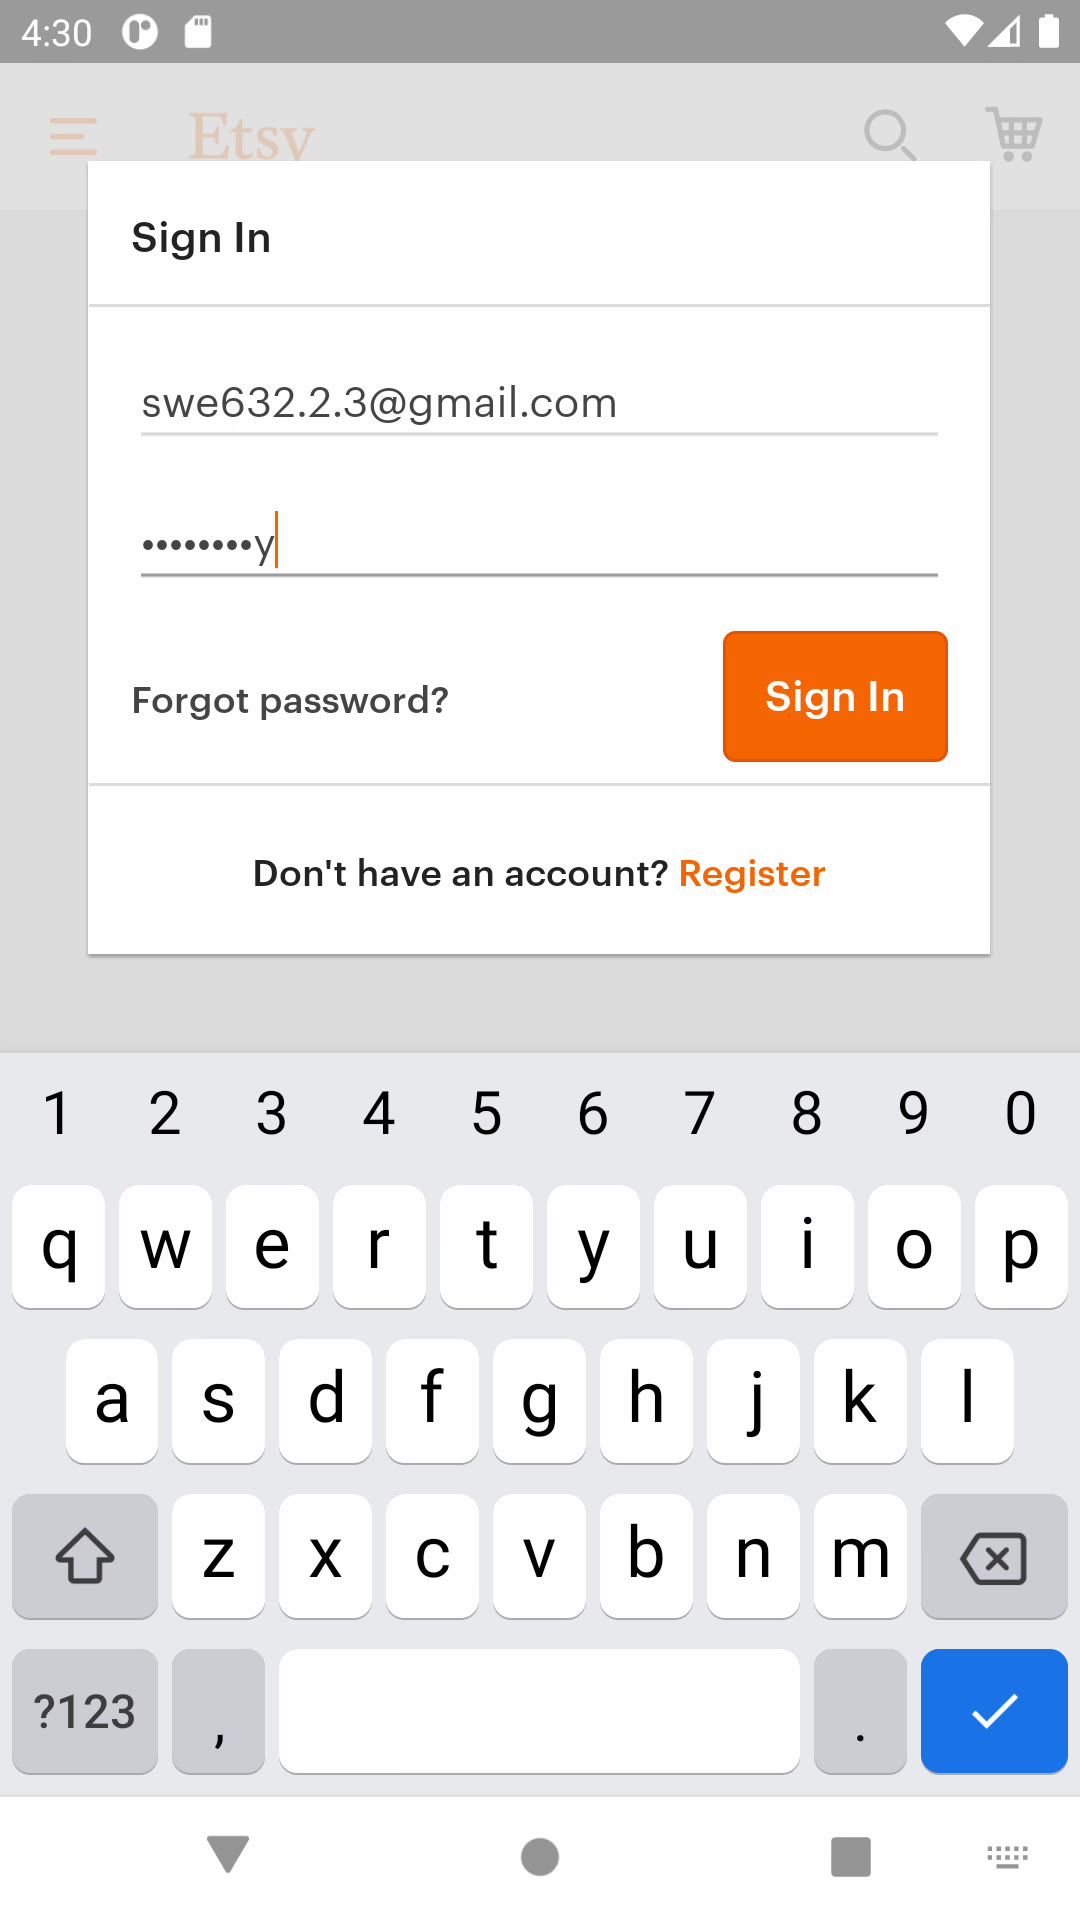 4:30
Etsy
Sign In
swe632.2.3@gmail.com
••••••••y
Forgot password?
Sign In
Don't have an account? Register
1 2 3 4 5 6 7 8 9 0
q w e r t y u i o p
a s d f g h j k l
z x c v b n m
?123 , .